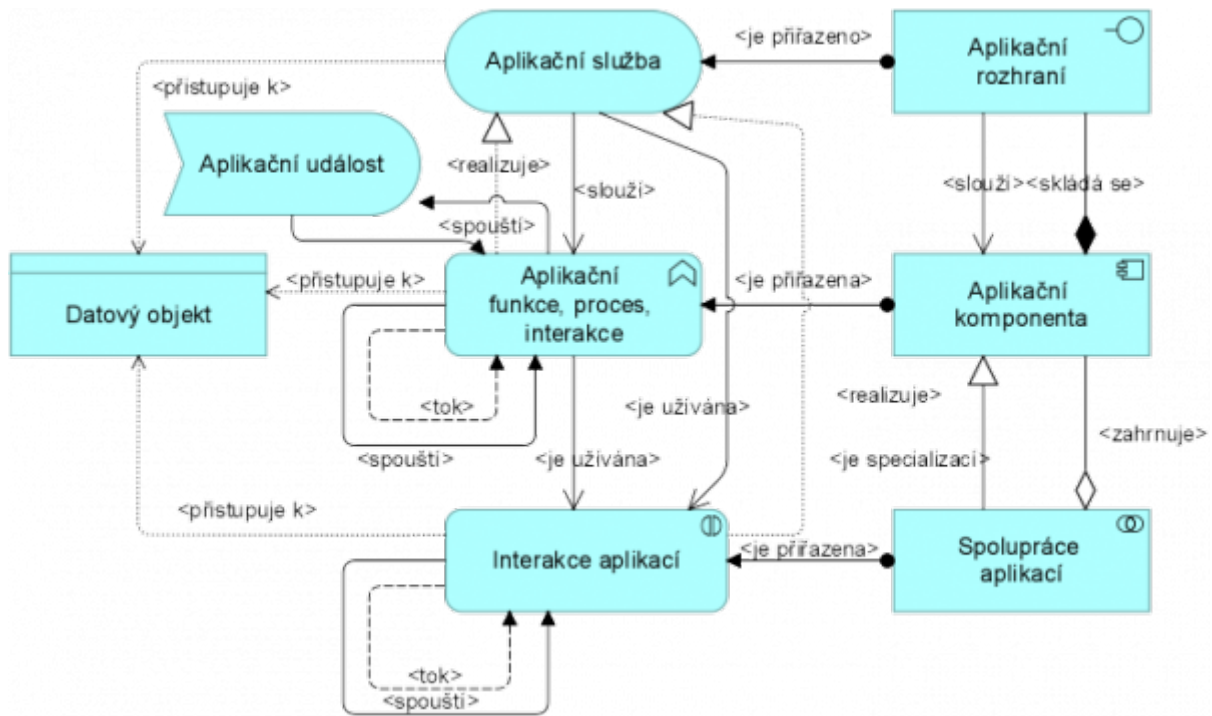 <je přiřazeno>
Aplikační služba
Aplikační
rozhraní
<přistupuje k>
Aplikační událost
<realizuje>
<slouží>
<slouží>
<skládá se>
<spouští>
Datový objekt
<přistupuje k>
Aplikační
funkce, proces,
interakce
<je přiřazena>
Aplikační
komponenta
<tok>
<je užívána>
<realizuje>
<spouští>
<je užívána>
<je specializací
<zahrnuje>
<přistupuje k>
Interakce aplikací
<je přiřazena>
Spolupráce
aplikací
<tok>
<spouští>